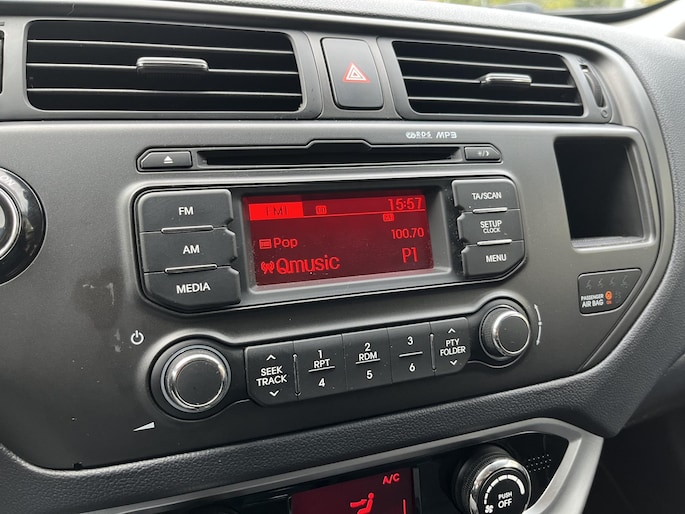 R.D.S MP3
FM
AM
MEDIA
FM1
15:57
Pop
100.70
Qmusic
P1
TA/SCAN
SETUP
CLOCK
MENU
PASSENGER
AIR BAG
SEEK
TRACK
1
RPT
4
2
RDM
5
3
6
PTY
FOLDER
A/C
PUSH
OFF